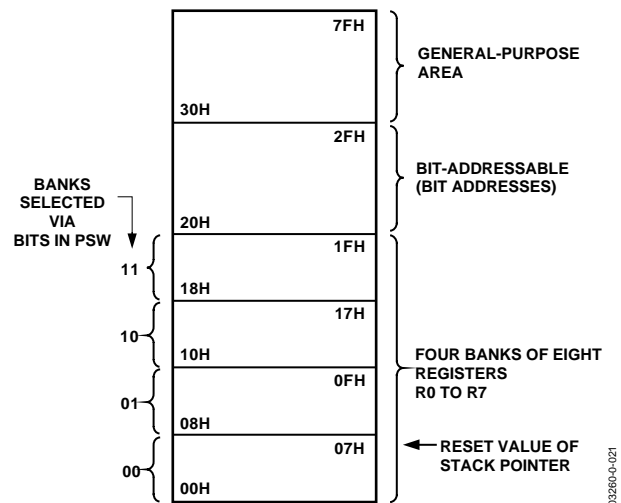 7FH
GENERAL-PURPOSE
AREA
30H
2FH
BIT-ADDRESSABLE
(BIT ADDRESSES)
BANKS
SELECTED
VIA
BITS IN PSW
20H
1FH
11
18H
17H
10
10H
FOUR BANKS OF EIGHT
REGISTERS
R0 TO R7
0FH
01
08H
07H
RESET VALUE OF
STACK POINTER
00
00H
03260-0-021